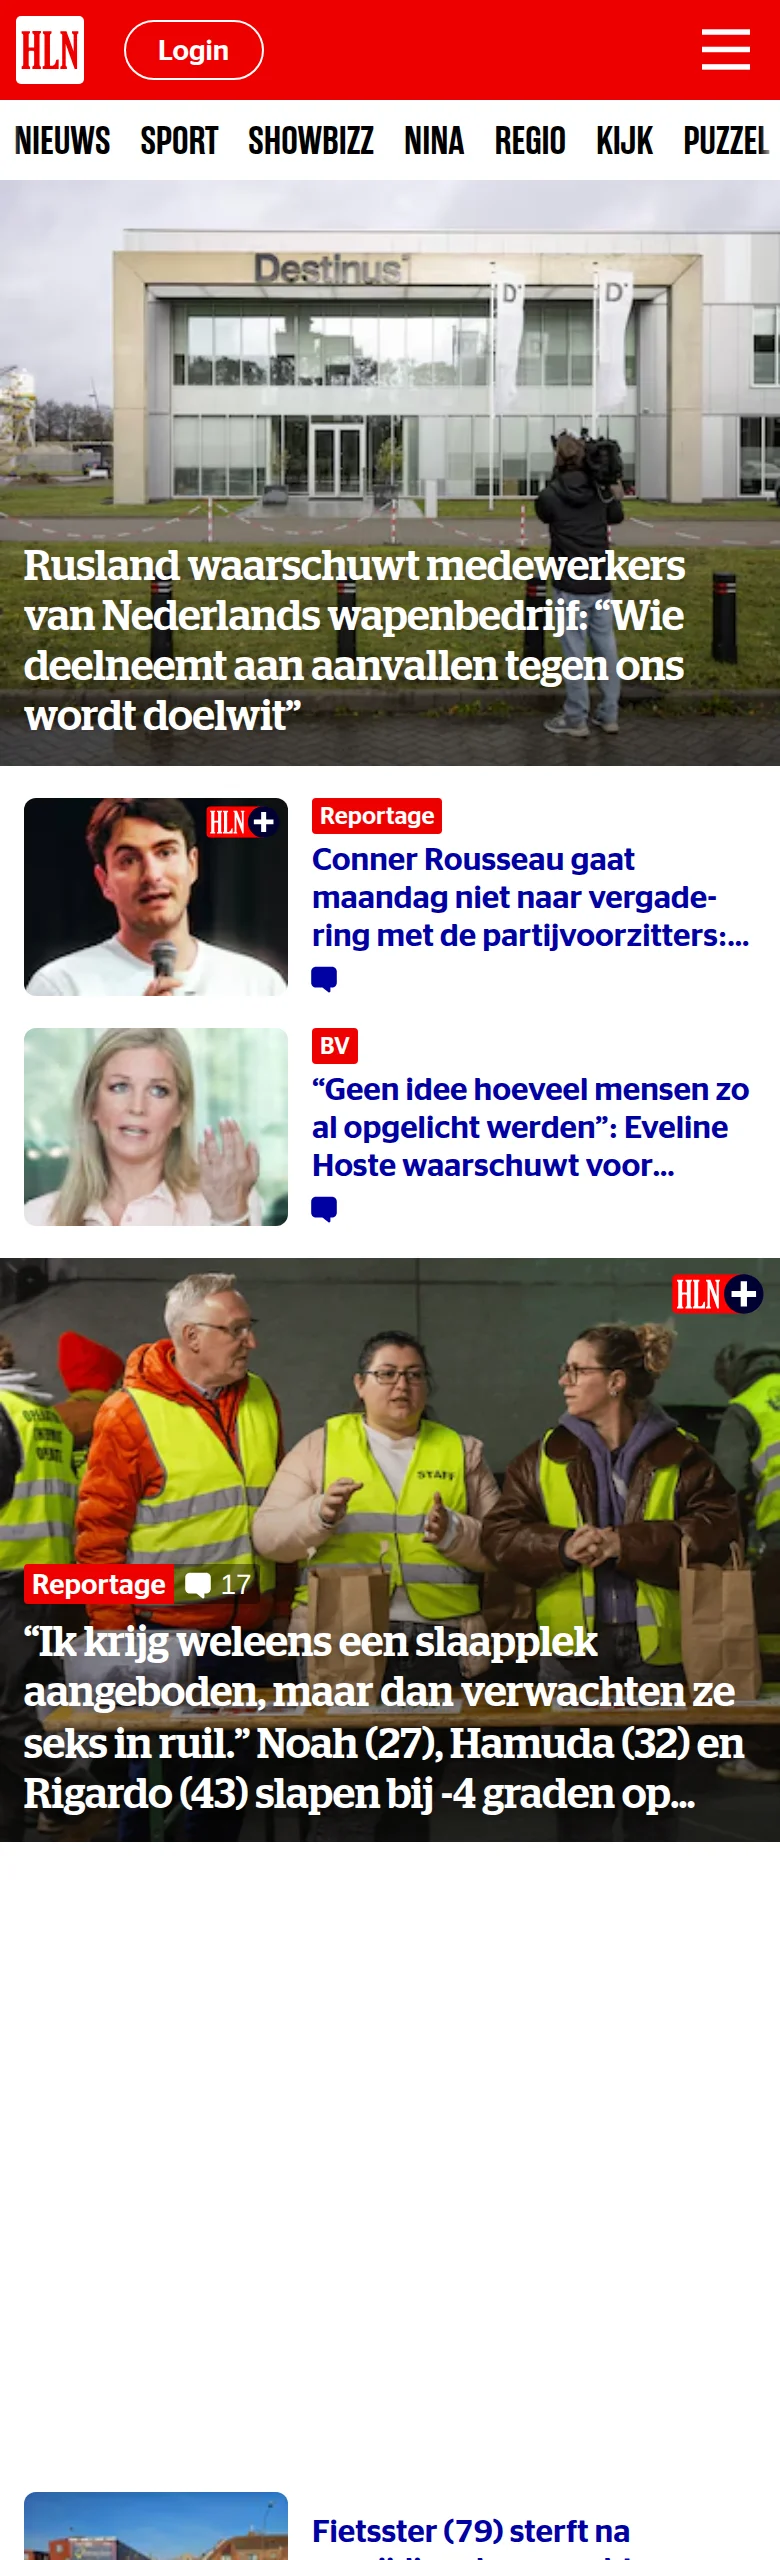 HLN
Login
NIEUWS SPORT SHOWBIZZ NINA REGIO KIJK PUZZEL
Destinus
D D
Rusland waarschuwt medewerkers
van Nederlands wapenbedrijf: “Wie
deelneemt aan aanvallen tegen ons
wordt doelwit”
HLN+
Reportage
Conner Rousseau gaat
maandag niet naar vergade-
ring met de partijvoorzitters:...
BV
“Geen idee hoeveel mensen zo
al opgelicht werden”: Eveline
Hoste waarschuwt voor...
HLN+
STAFF
Reportage 17
“Ik krijg weleens een slaapplek
aangeboden, maar dan verwachten ze
seks in ruil.” Noah (27), Hamuda (32) en
Rigardo (43) slapen bij -4 graden op...
Fietsster (79) sterft na